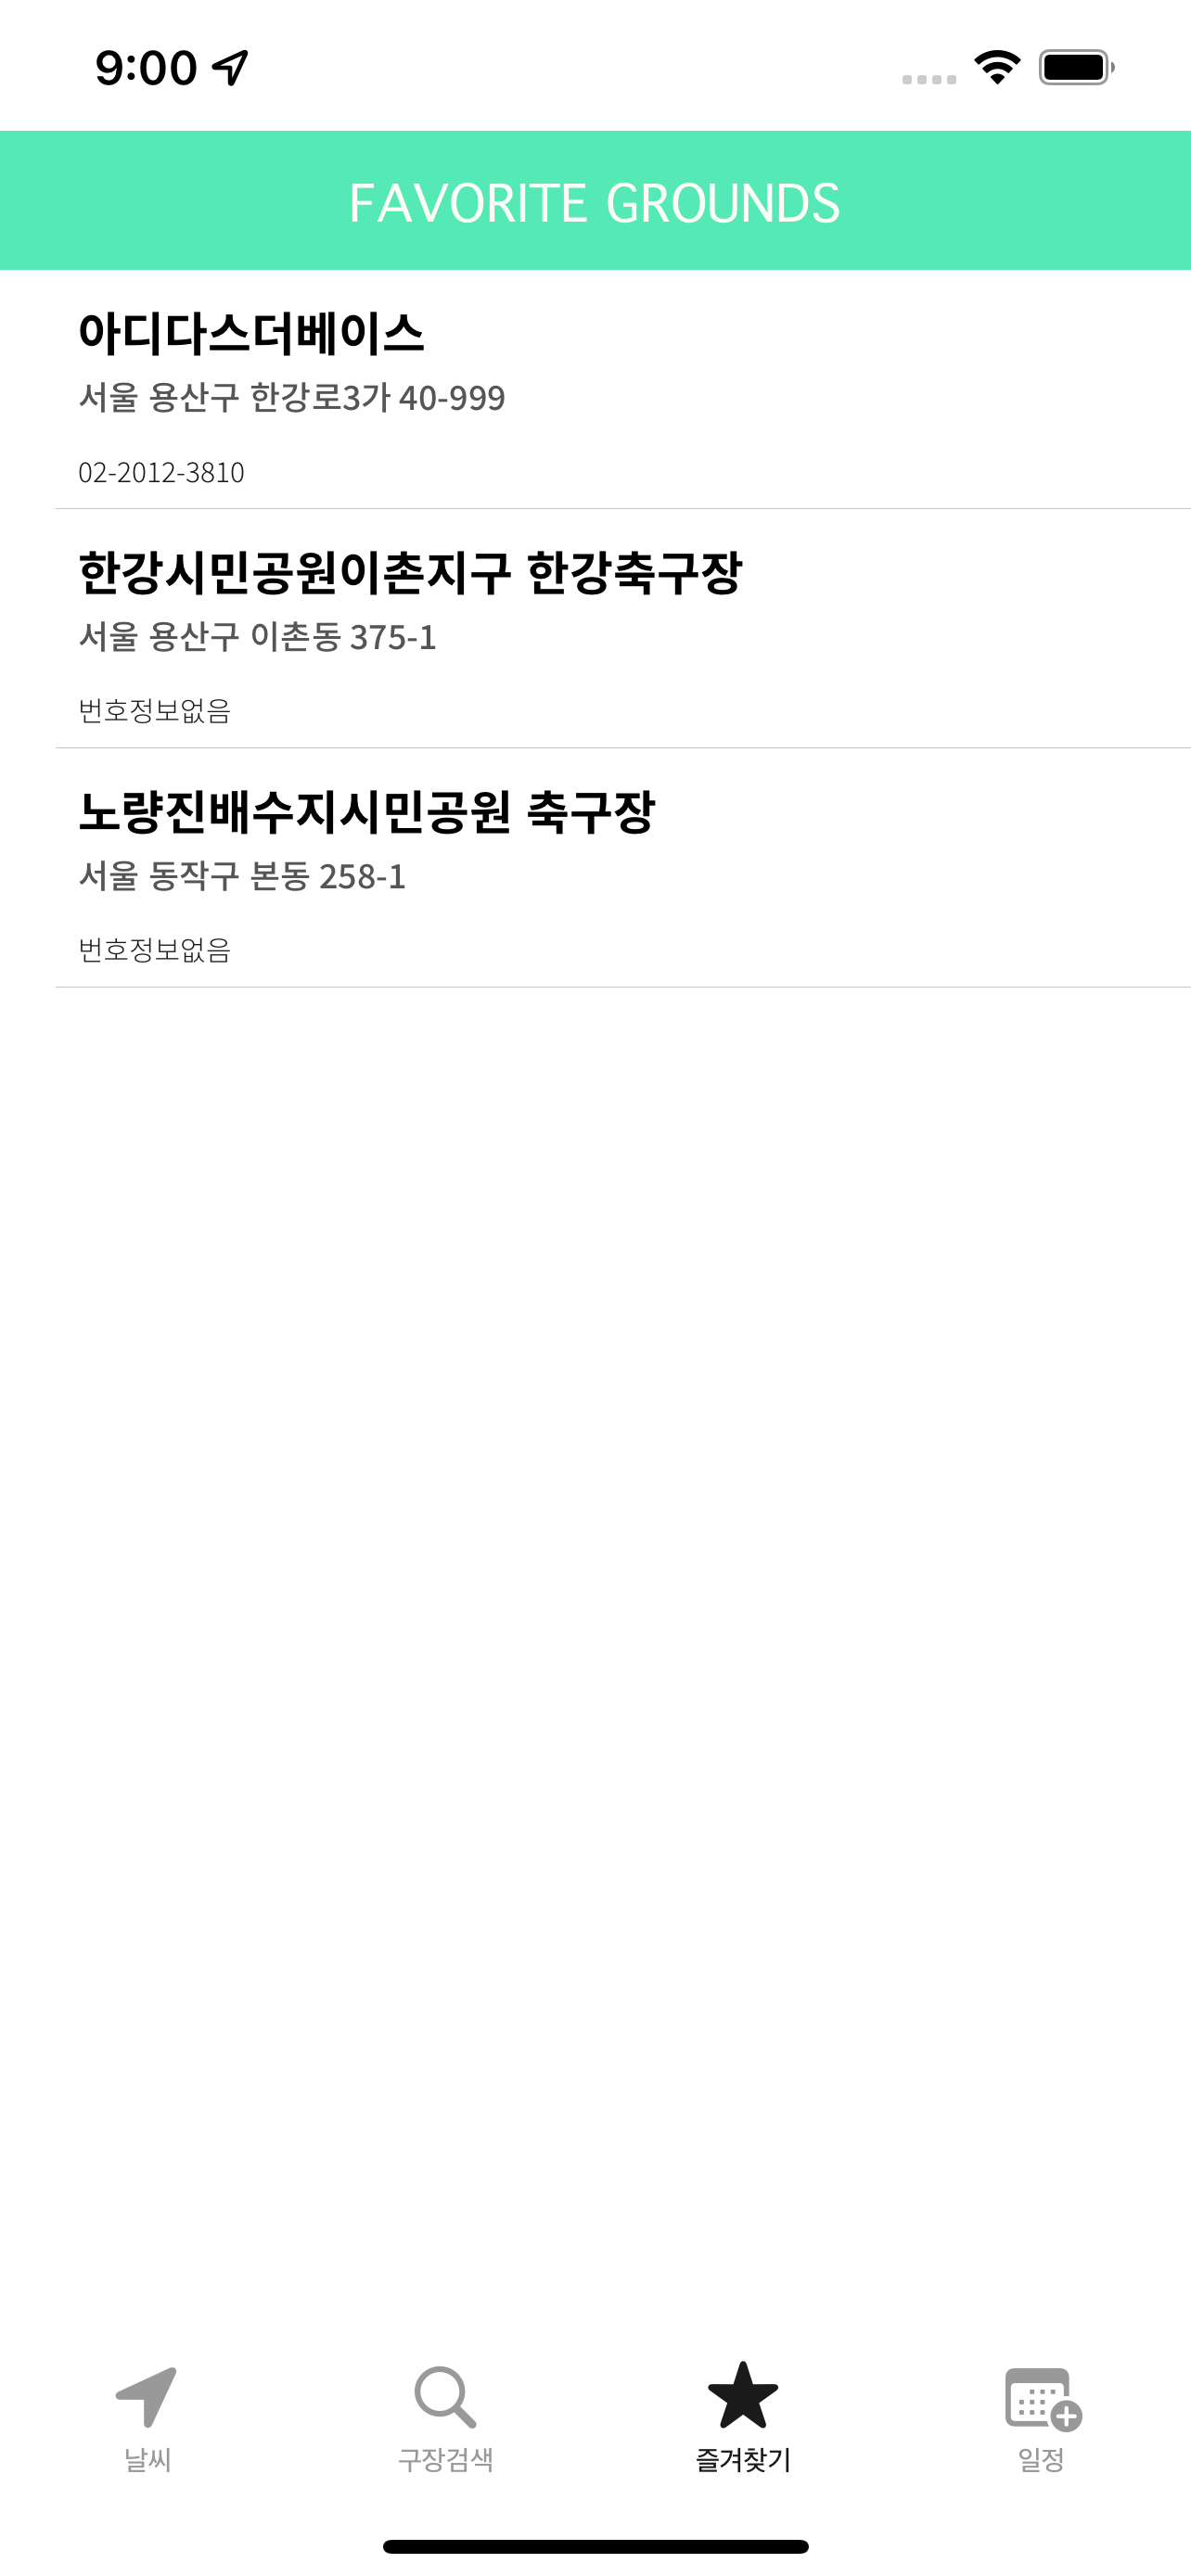 9:00
FAVORITE GROUNDS
아디다스더베이스
서울 용산구 한강로3가 40-999
02-2012-3810
한강시민공원이촌지구 한강축구장
서울 용산구 이촌동 375-1
번호정보없음
노량진배수지시민공원 축구장
서울 동작구 본동 258-1
번호정보없음
날씨
구장검색
즐겨찾기
일정